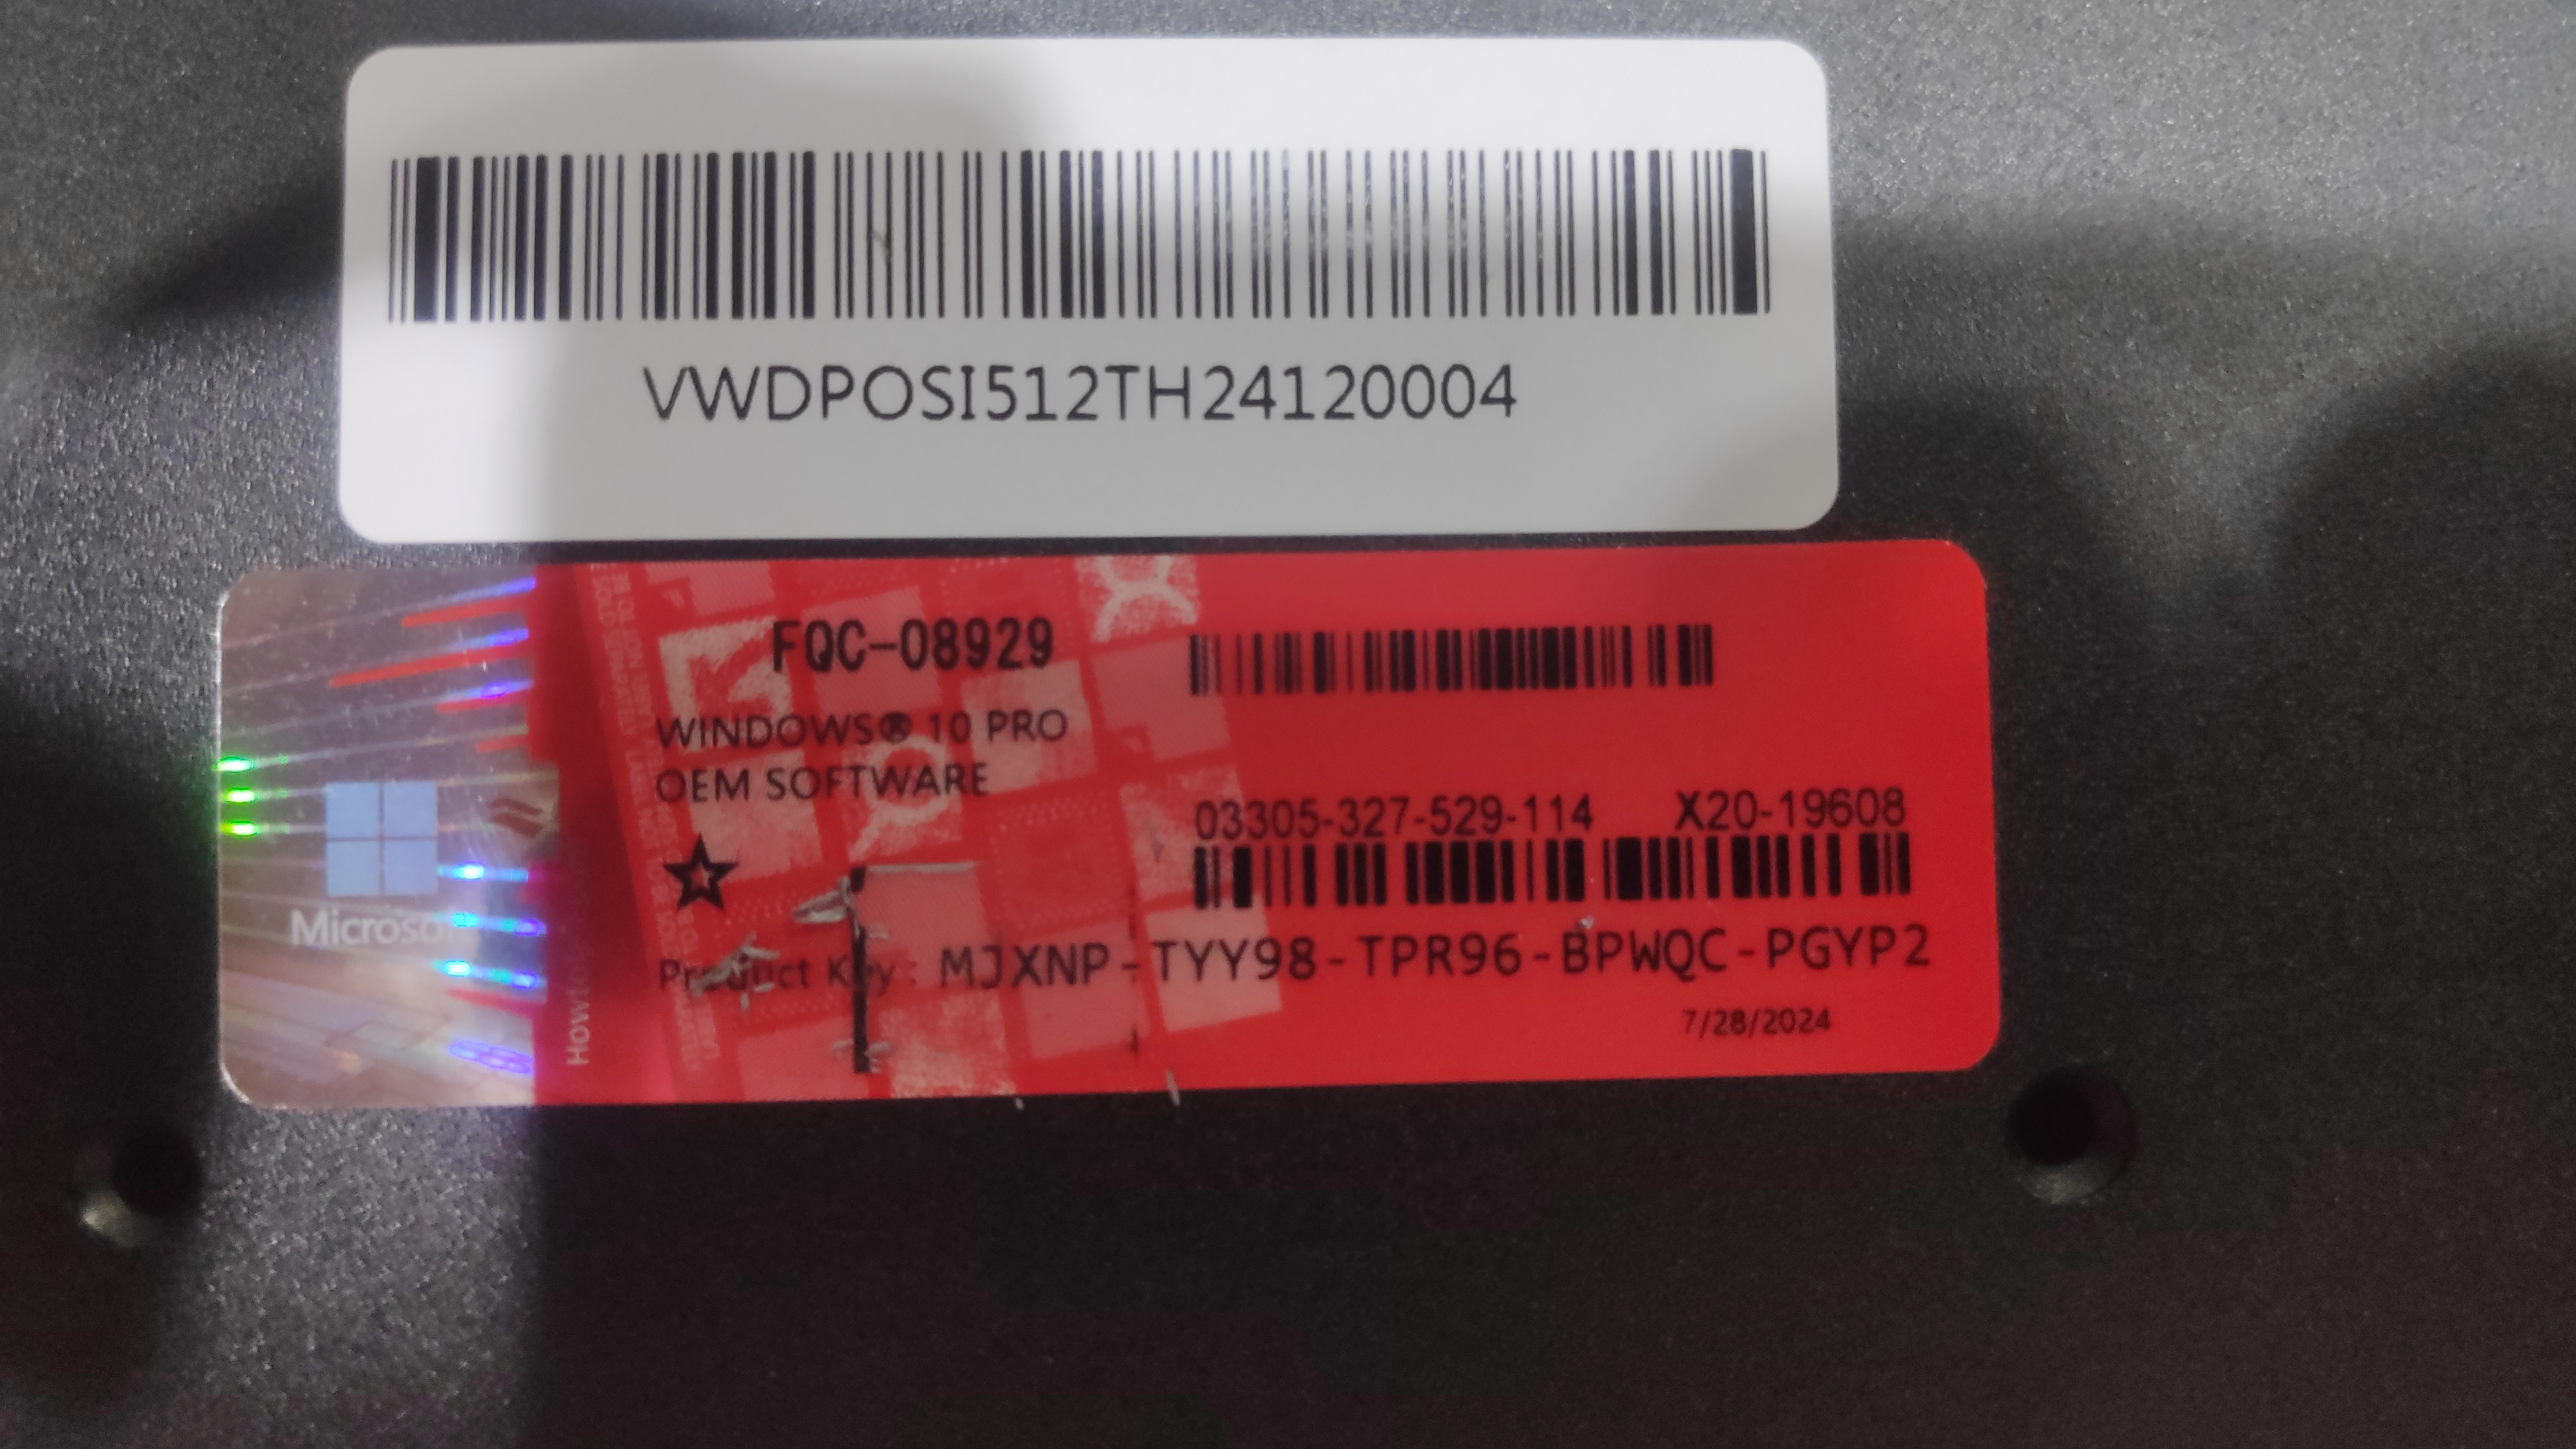 VWDPOSI512TH24120004
FQC-08929
WINDOWS® 10 PRO
OEM SOFTWARE
03305-327-529-114 X20-19608
Microso
Product Key: MJXNP-TYY98-TPR96-BPWQC-PGYP2
7/28/2024